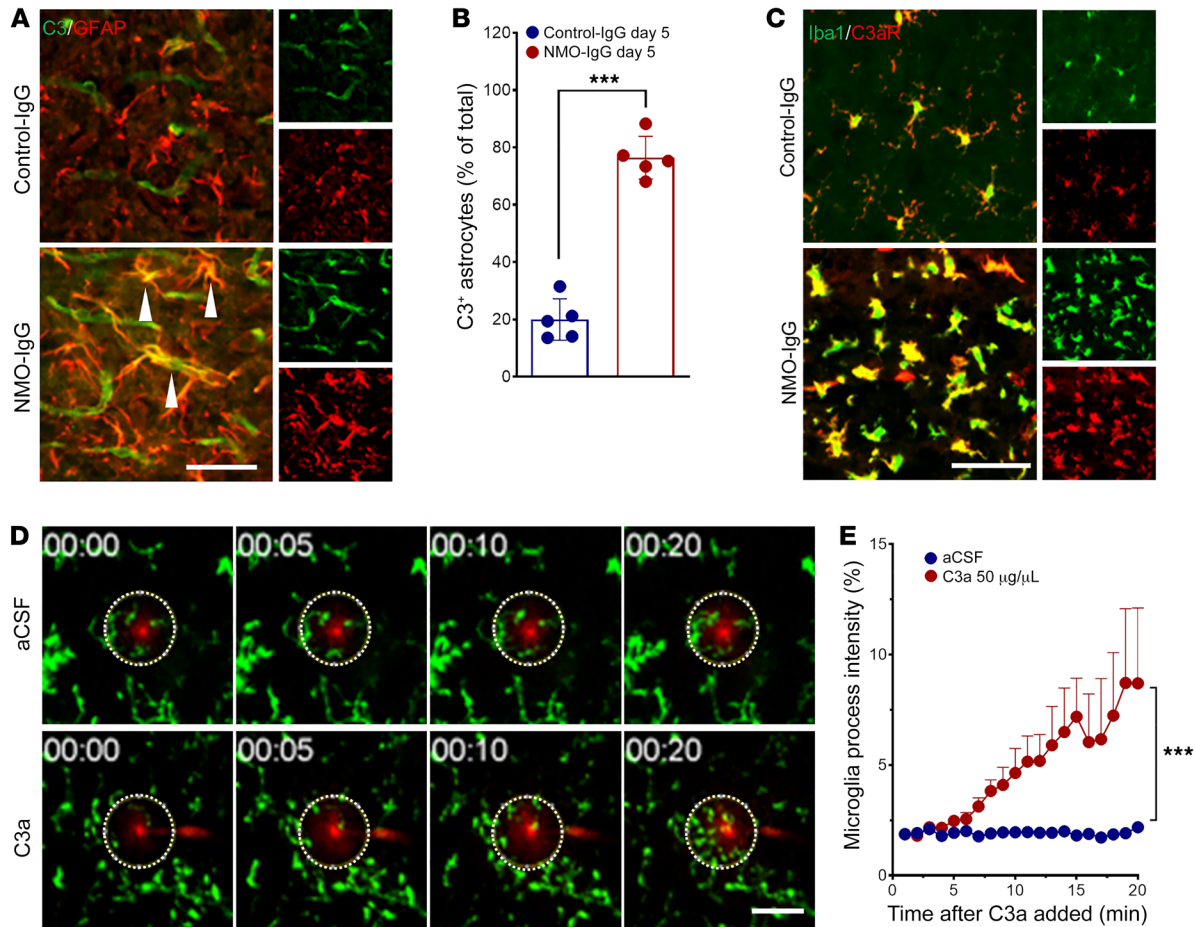 A
C3/GFAP
Control-IgG
NMO-IgG
B
Control-IgG day 5
NMO-IgG day 5
***
120
100
80
60
40
20
0
C3⁺ astrocytes (% of total)
C
Iba1/C3aR
Control-IgG
NMO-IgG
D
00:00 00:05 00:10 00:20
aCSF
00:00 00:05 00:10 00:20
C3a
E
aCSF
C3a 50 μg/μL
15
10
5
0
Microglia process intensity (%)
***
0 5 10 15 20
Time after C3a added (min)